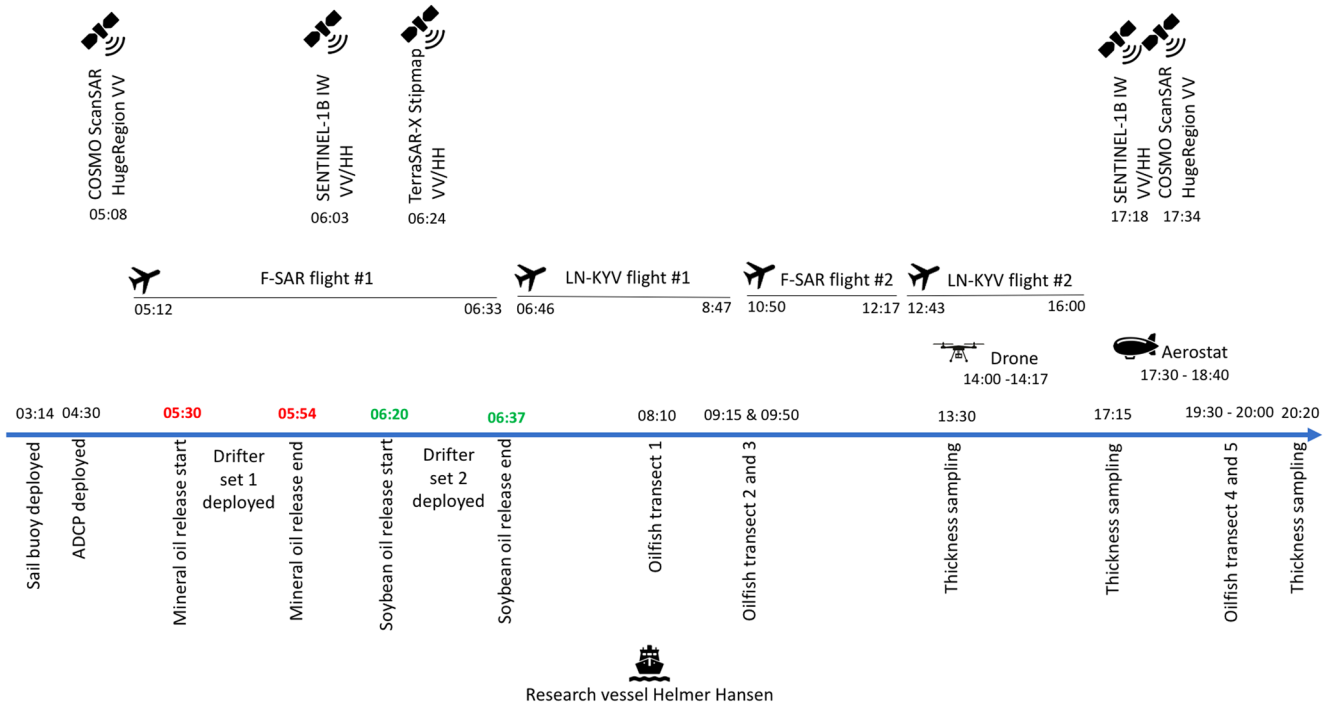 COSMO ScanSAR
HugeRegion VV
05:08
SENTINEL-1B IW
VV/HH
06:03
TerraSAR-X Stipmap
VV/HH
06:24
SENTINEL-1B IW
VV/HH
17:18
COSMO ScanSAR
HugeRegion VV
17:34
F-SAR flight #1
05:12
06:33
LN-KYV flight #1
06:46
8:47
F-SAR flight #2
10:50
12:17
LN-KYV flight #2
12:43
16:00
Drone
14:00 -14:17
Aerostat
17:30 - 18:40
03:14
04:30
05:30
05:54
06:20
06:37
08:10
09:15 & 09:50
13:30
17:15
19:30 - 20:00
20:20
Sail buoy deployed
ADCP deployed
Mineral oil release start
Drifter
set 1
deployed
Mineral oil release end
Soybean oil release start
Drifter
set 2
deployed
Soybean oil release end
Oilfish transect 1
Oilfish transect 2 and 3
Thickness sampling
Thickness sampling
Oilfish transect 4 and 5
Thickness sampling
Research vessel Helmer Hansen